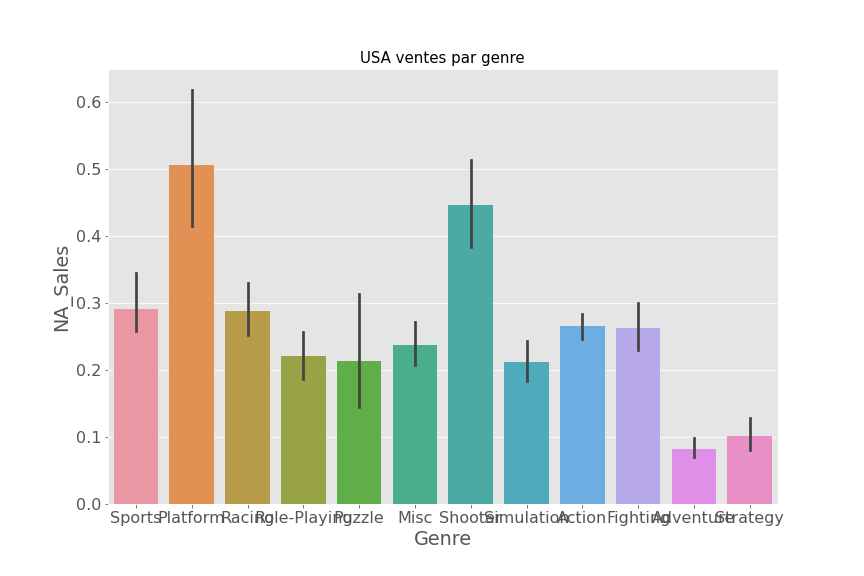 USA ventes par genre
NA_Sales
0.6
0.5
0.4
0.3
0.2
0.1
0.0
Sports Platform Racing Role-Playing Puzzle Misc Shooter Simulation Action Fighting Adventure Strategy
Genre